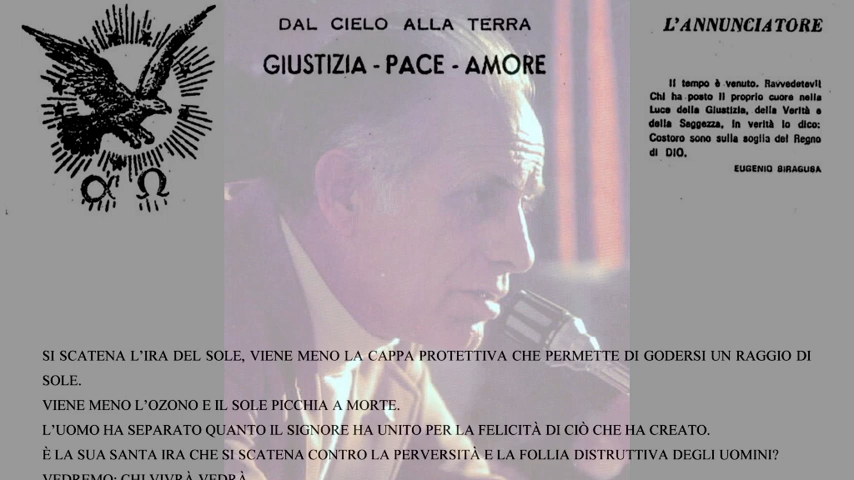 DAL CIELO ALLA TERRA
GIUSTIZIA - PACE - AMORE
L'ANNUNCIATORE
Il tempo è venuto. Ravvedetevi!
Chi ha posto il proprio cuore nella
Luce della Giustizia, della Verità e
della Saggezza, in verità io dico:
Costoro sono sulla soglia del Regno
di DIO.
EUGENIO SIRAGUSA
α Ω
SI SCATENA L'IRA DEL SOLE, VIENE MENO LA CAPPA PROTETTIVA CHE PERMETTE DI GODERSI UN RAGGIO DI
SOLE.
VIENE MENO L'OZONO E IL SOLE PICCHIA A MORTE.
L'UOMO HA SEPARATO QUANTO IL SIGNORE HA UNITO PER LA FELICITÀ DI CIÒ CHE HA CREATO.
È LA SUA SANTA IRA CHE SI SCATENA CONTRO LA PERVERSITÀ E LA FOLLIA DISTRUTTIVA DEGLI UOMINI?
VEDREMO: CHI VIVRÀ VEDRÀ